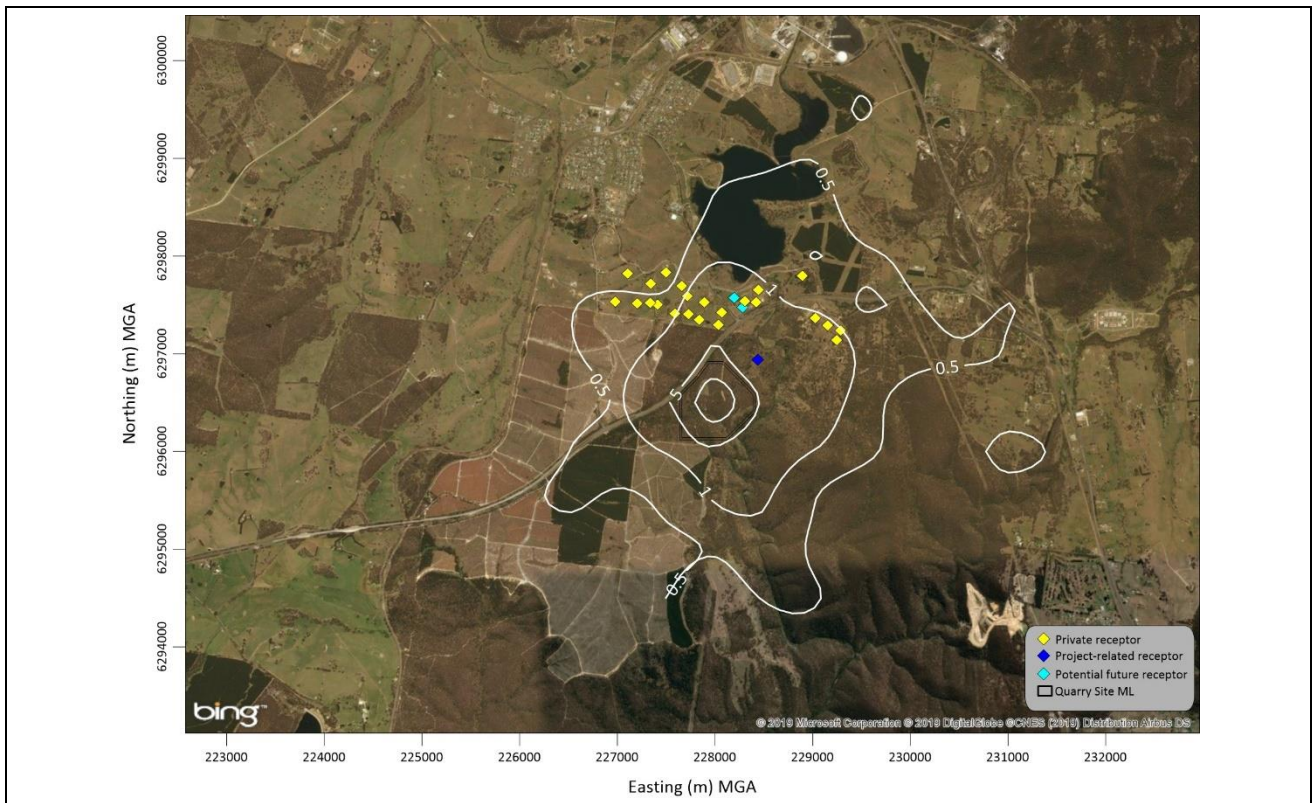 6300000
6299000
6298000
6297000
6296000
6295000
6294000
Northing (m) MGA
0.5
1
0.5
0.5
5
1
0.5
Private receptor
Project-related receptor
Potential future receptor
Quarry Site ML
bing™
© 2019 Microsoft Corporation © 2019 DigitalGlobe ©CNES (2019) Distribution Airbus DS
223000 224000 225000 226000 227000 228000 229000 230000 231000 232000
Easting (m) MGA